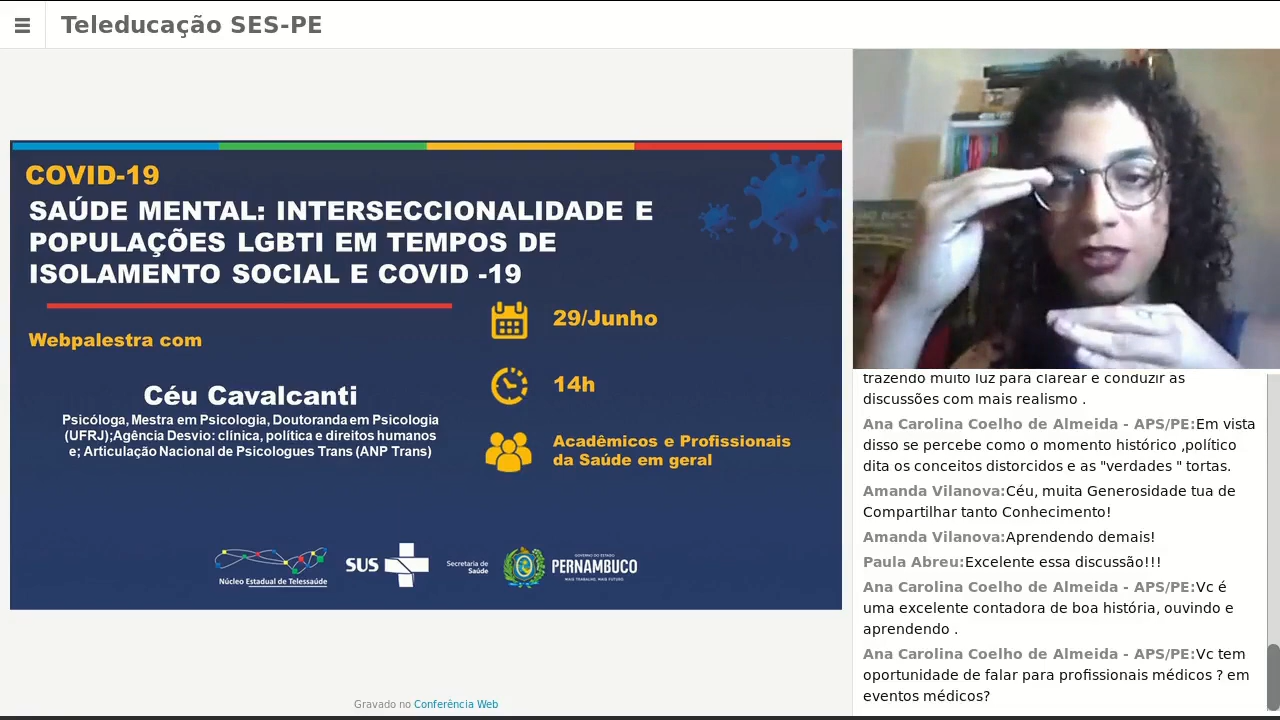 Teleducação SES-PE
COVID-19
SAÚDE MENTAL: INTERSECCIONALIDADE E
POPULAÇÕES LGBTI EM TEMPOS DE
ISOLAMENTO SOCIAL E COVID -19
Webpalestra com
Céu Cavalcanti
Psicóloga, Mestra em Psicologia, Doutoranda em Psicologia
(UFRJ);Agência Desvio: clínica, política e direitos humanos
e; Articulação Nacional de Psicologues Trans (ANP Trans)
29/Junho
14h
Acadêmicos e Profissionais
da Saúde em geral
Núcleo Estadual de Telessaúde
SUS
Secretaria de
Saúde
GOVERNO DO ESTADO
PERNAMBUCO
MAIS TRABALHO, MAIS FUTURO
Gravado no Conferência Web
trazendo muito luz para clarear e conduzir as
discussões com mais realismo .
Ana Carolina Coelho de Almeida - APS/PE:Em vista
disso se percebe como o momento histórico ,político
dita os conceitos distorcidos e as "verdades " tortas.
Amanda Vilanova:Céu, muita Generosidade tua de
Compartilhar tanto Conhecimento!
Amanda Vilanova:Aprendendo demais!
Paula Abreu:Excelente essa discussão!!!
Ana Carolina Coelho de Almeida - APS/PE:Vc é
uma excelente contadora de boa história, ouvindo e
aprendendo .
Ana Carolina Coelho de Almeida - APS/PE:Vc tem
oportunidade de falar para profissionais médicos ? em
eventos médicos?